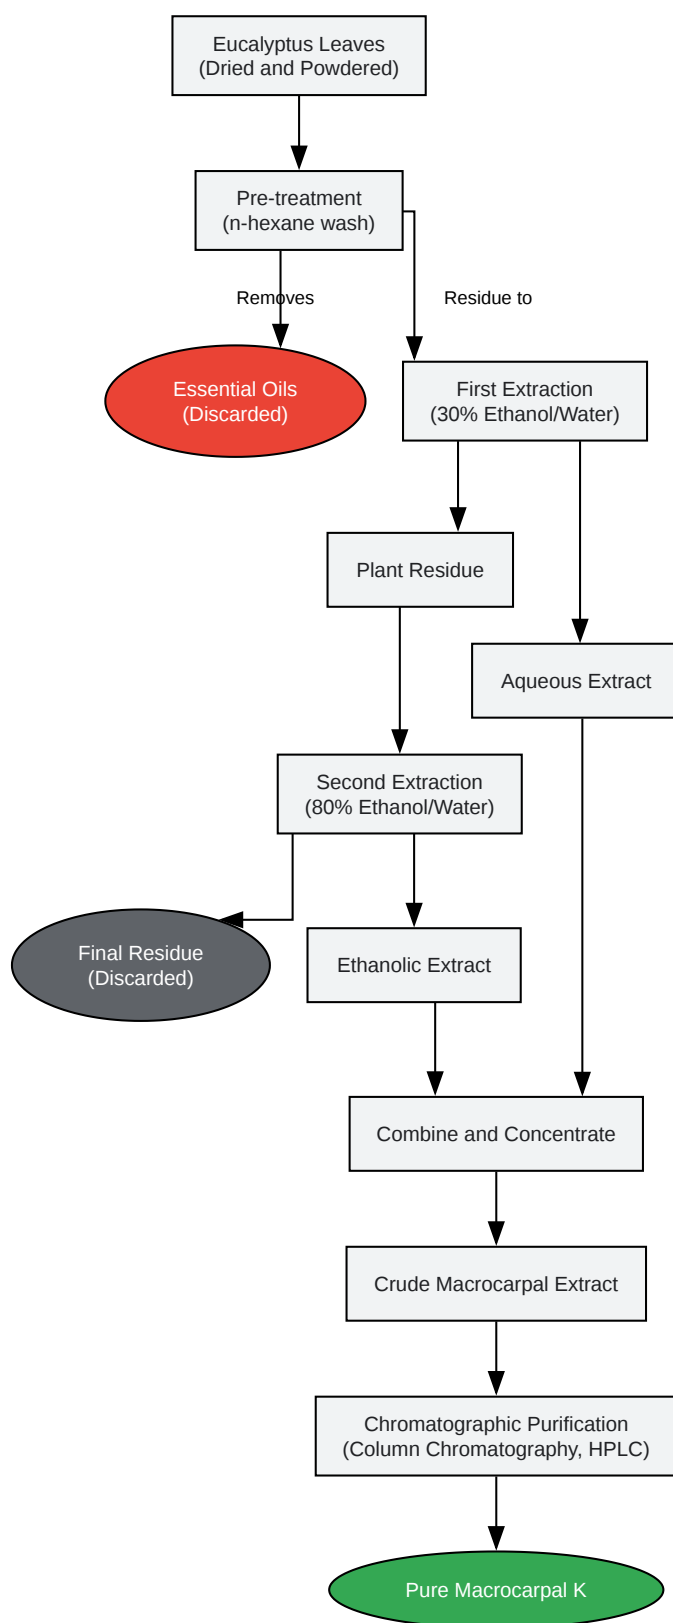 Eucalyptus Leaves
(Dried and Powdered)
Pre-treatment
(n-hexane wash)
Removes
Residue to
Essential Oils
(Discarded)
First Extraction
(30% Ethanol/Water)
Plant Residue
Aqueous Extract
Second Extraction
(80% Ethanol/Water)
Final Residue
(Discarded)
Ethanolic Extract
Combine and Concentrate
Crude Macrocarpal Extract
Chromatographic Purification
(Column Chromatography, HPLC)
Pure Macrocarpal K